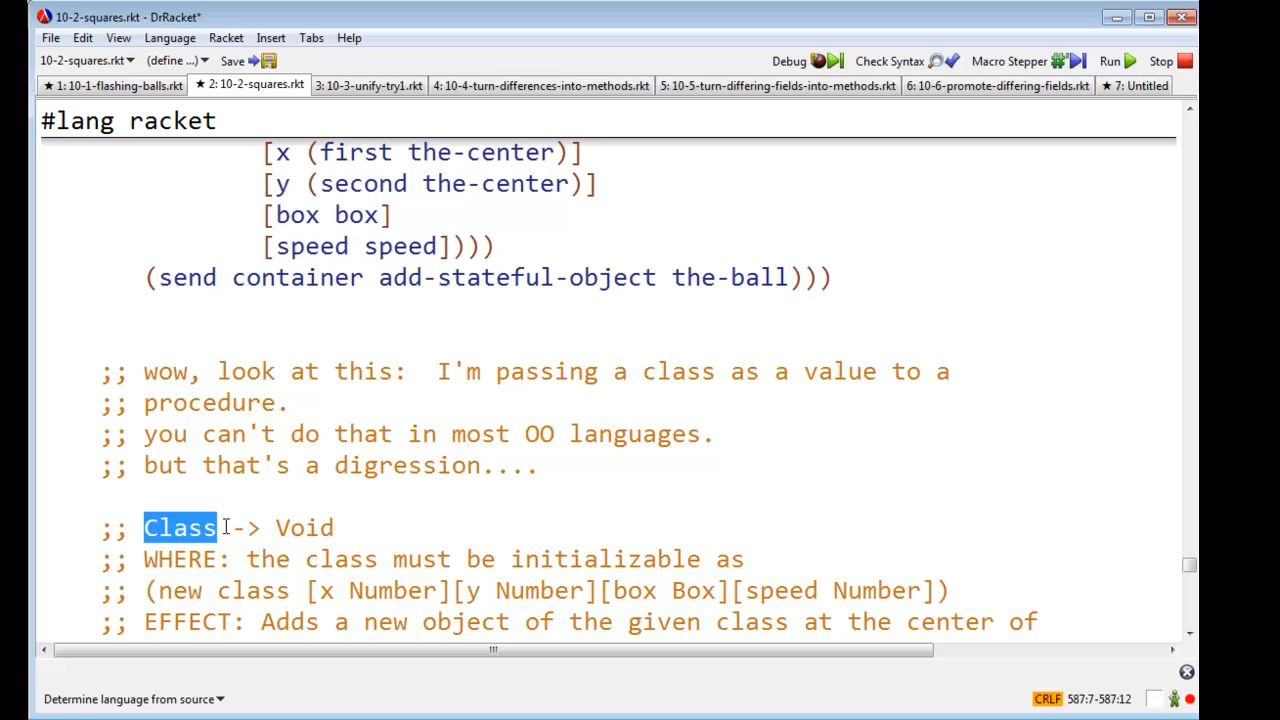 10-2-squares.rkt - DrRacket*
File Edit View Language Racket Insert Tabs Help
10-2-squares.rkt▾ (define ...)▾ Save Debug Check Syntax Macro Stepper Run Stop
★ 1: 10-1-flashing-balls.rkt ★ 2: 10-2-squares.rkt 3: 10-3-unify-try1.rkt 4: 10-4-turn-differences-into-methods.rkt 5: 10-5-turn-differing-fields-into-methods.rkt 6: 10-6-promote-differing-fields.rkt ★ 7: Untitled
#lang racket
[x (first the-center)]
[y (second the-center)]
[box box]
[speed speed])))
(send container add-stateful-object the-ball)))
;; wow, look at this:  I'm passing a class as a value to a
;; procedure.
;; you can't do that in most OO languages.
;; but that's a digression....
;; Class -> Void
;; WHERE: the class must be initializable as
;; (new class [x Number][y Number][box Box][speed Number])
;; EFFECT: Adds a new object of the given class at the center of
Determine language from source▾ CRLF 587:7-587:12